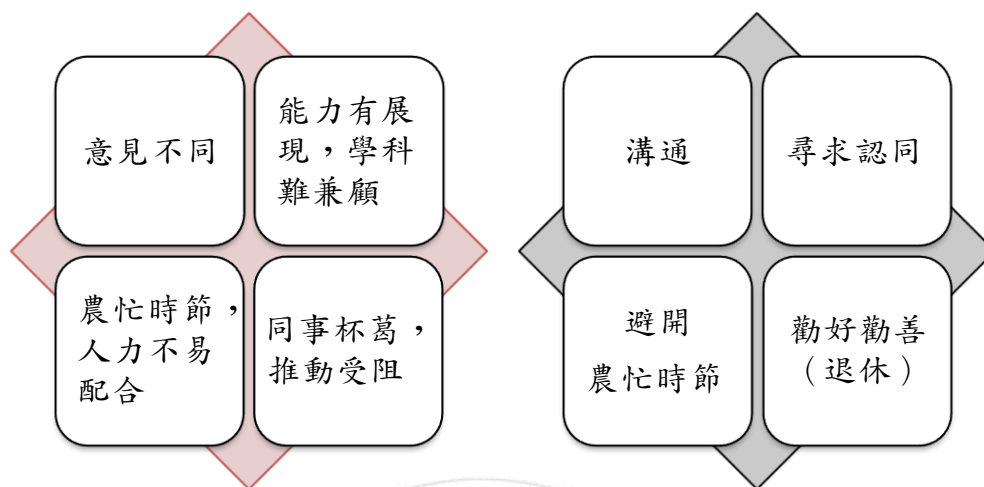 意見不同
能力有展
現，學科
難兼顧
農忙時節，
人力不易
配合
同事杯葛，
推動受阻
溝通
尋求認同
避開
農忙時節
勸好勸善
（退休）